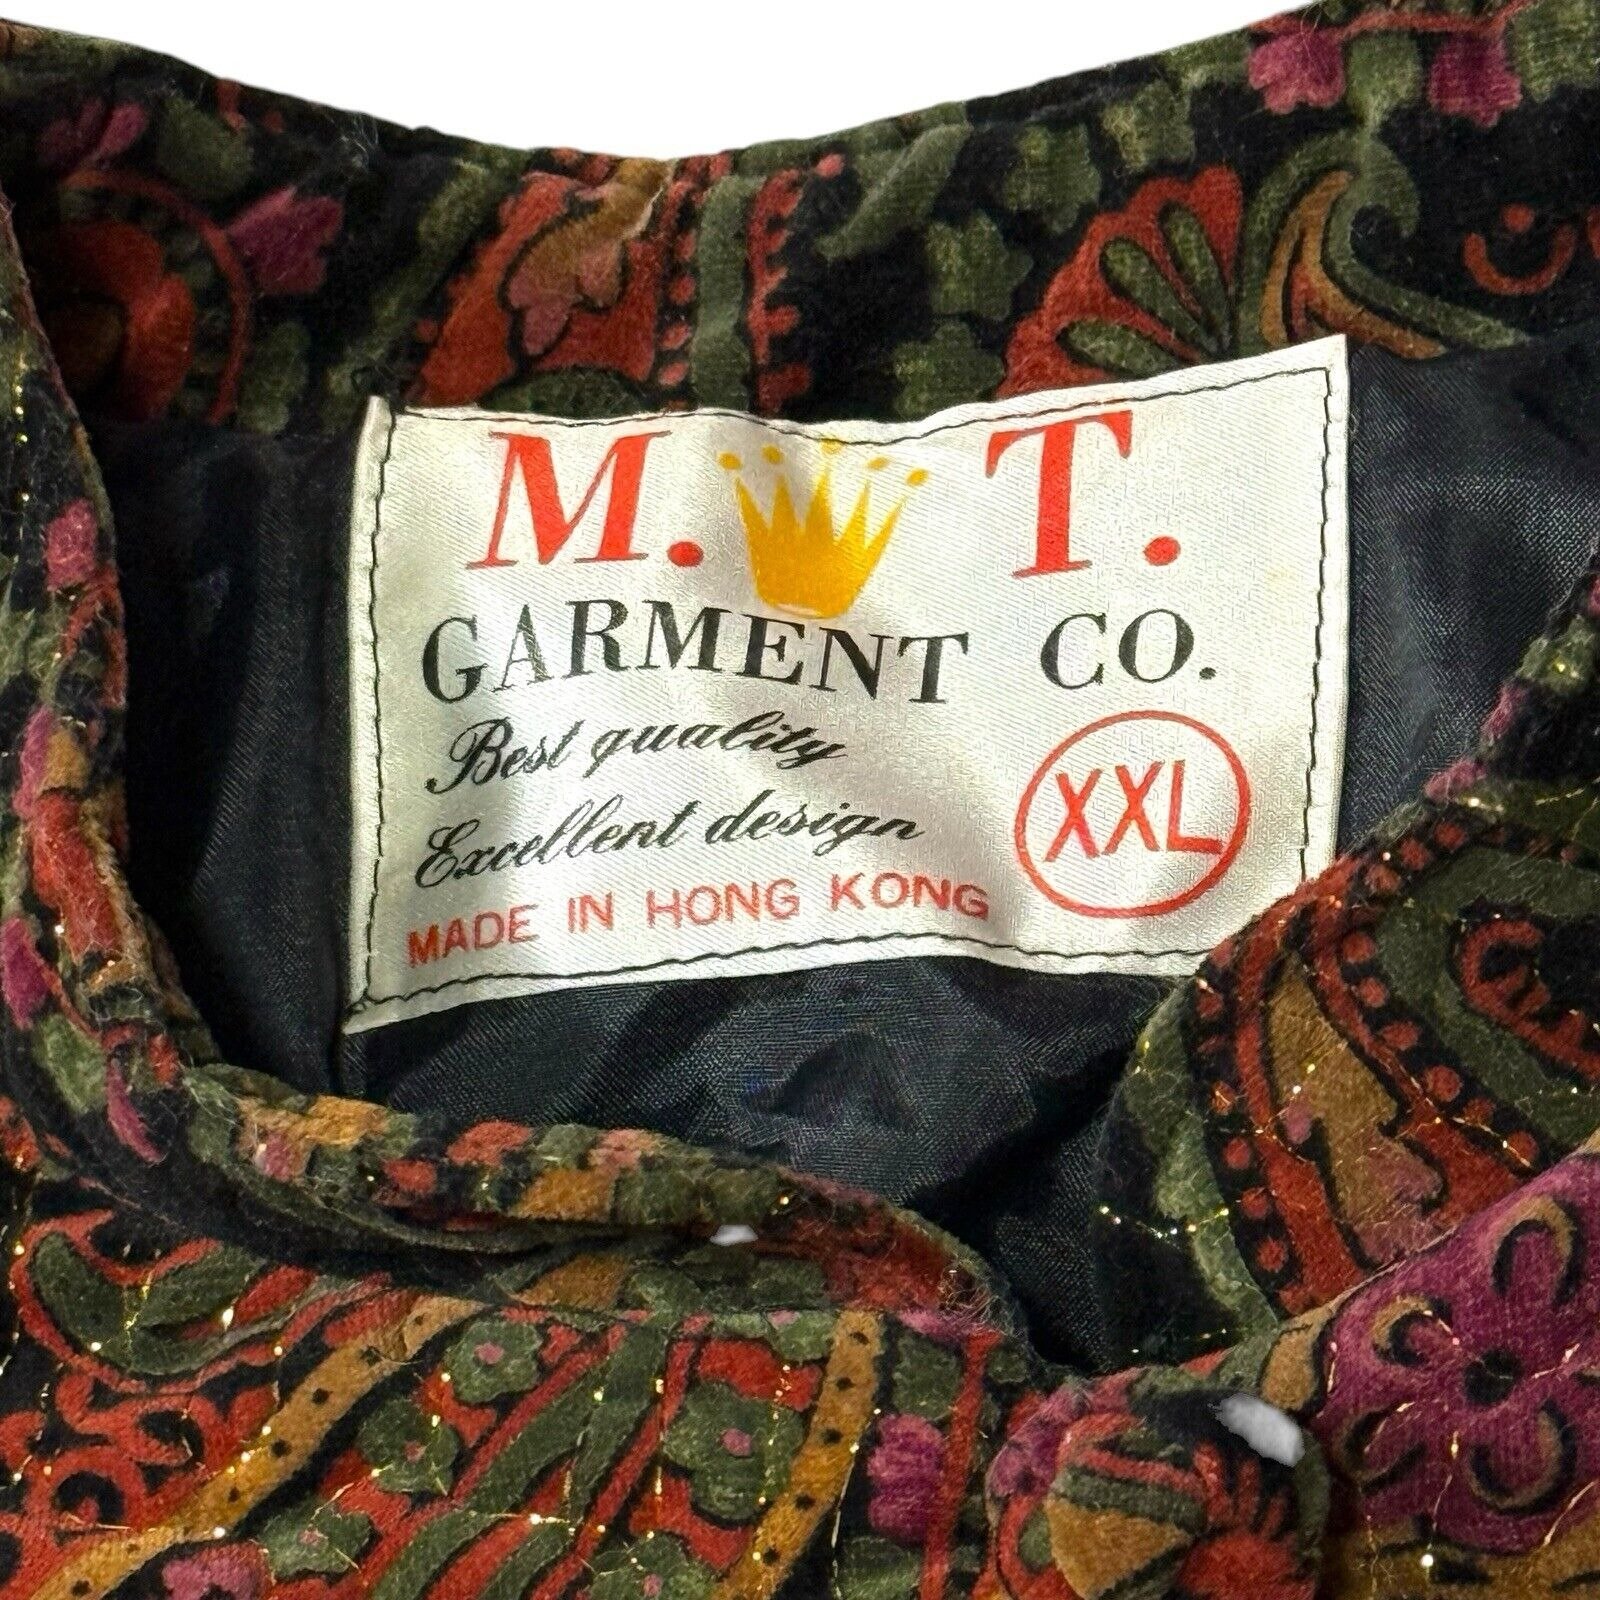 M. T.
GARMENT CO.
Best quality
Excellent design
XXL
MADE IN HONG KONG